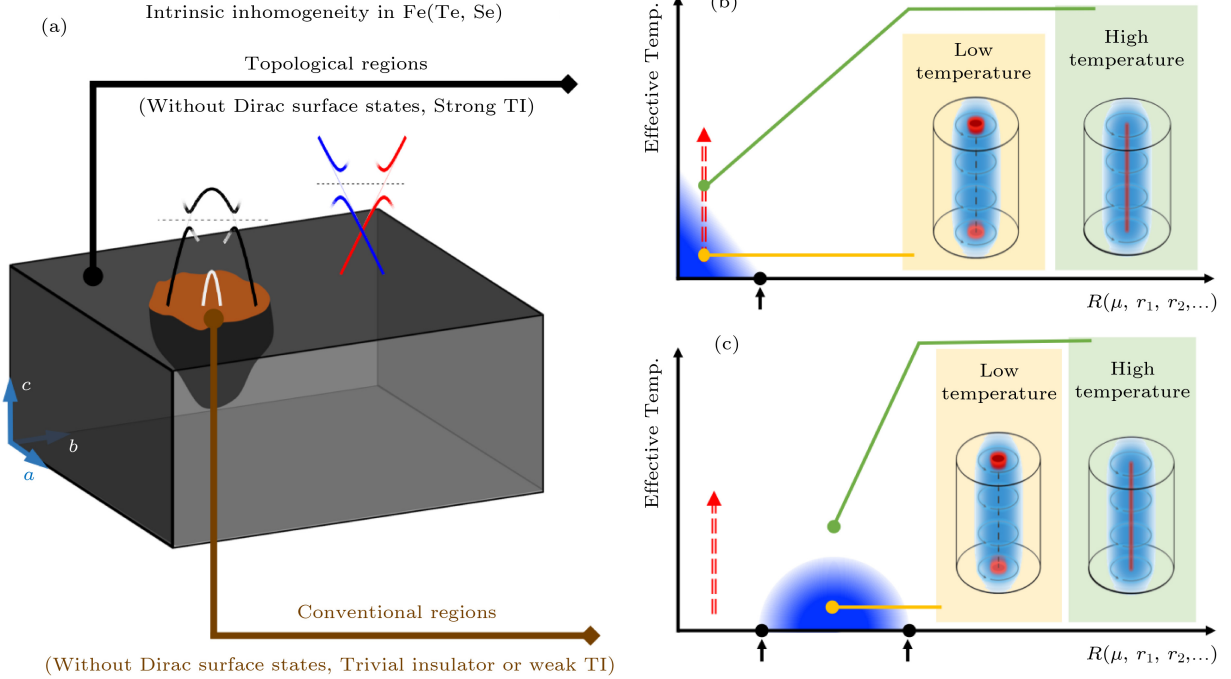 (a)
Intrinsic inhomogeneity in Fe(Te, Se)
Topological regions
(Without Dirac surface states, Strong TI)
c
b
a
Conventional regions
(Without Dirac surface states, Trivial insulator or weak TI)
(b)
Effective Temp.
Low
temperature
High
temperature
R(μ, r₁, r₂,...)
(c)
Effective Temp.
Low
temperature
High
temperature
R(μ, r₁, r₂,...)